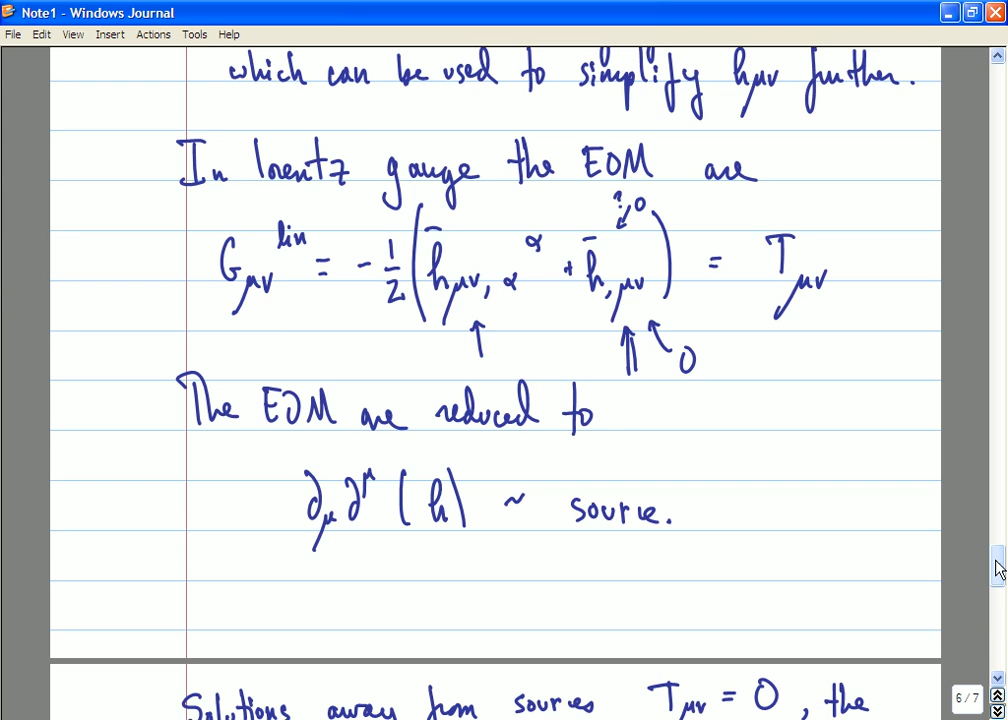 Note1 - Windows Journal
File Edit View Insert Actions Tools Help
which can be used to simplify hμν further.
In lorentz gauge the EOM are
? 0
Gμν^lin = - 1/2 ( h̄μν,α^α + h̄,μν ) = Tμν
0
The EOM are reduced to
∂μ ∂^μ ( h ) ~ source.
Solutions away from sources Tμν = 0 , the
6 / 7